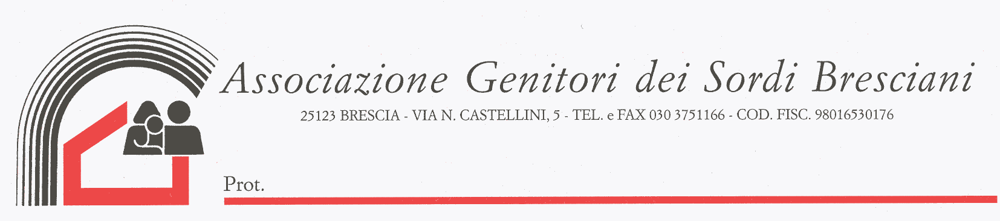 Associazione Genitori dei Sordi Bresciani
25123 BRESCIA - VIA N. CASTELLINI, 5 - TEL. e FAX 030 3751166 - COD. FISC. 98016530176
Prot.